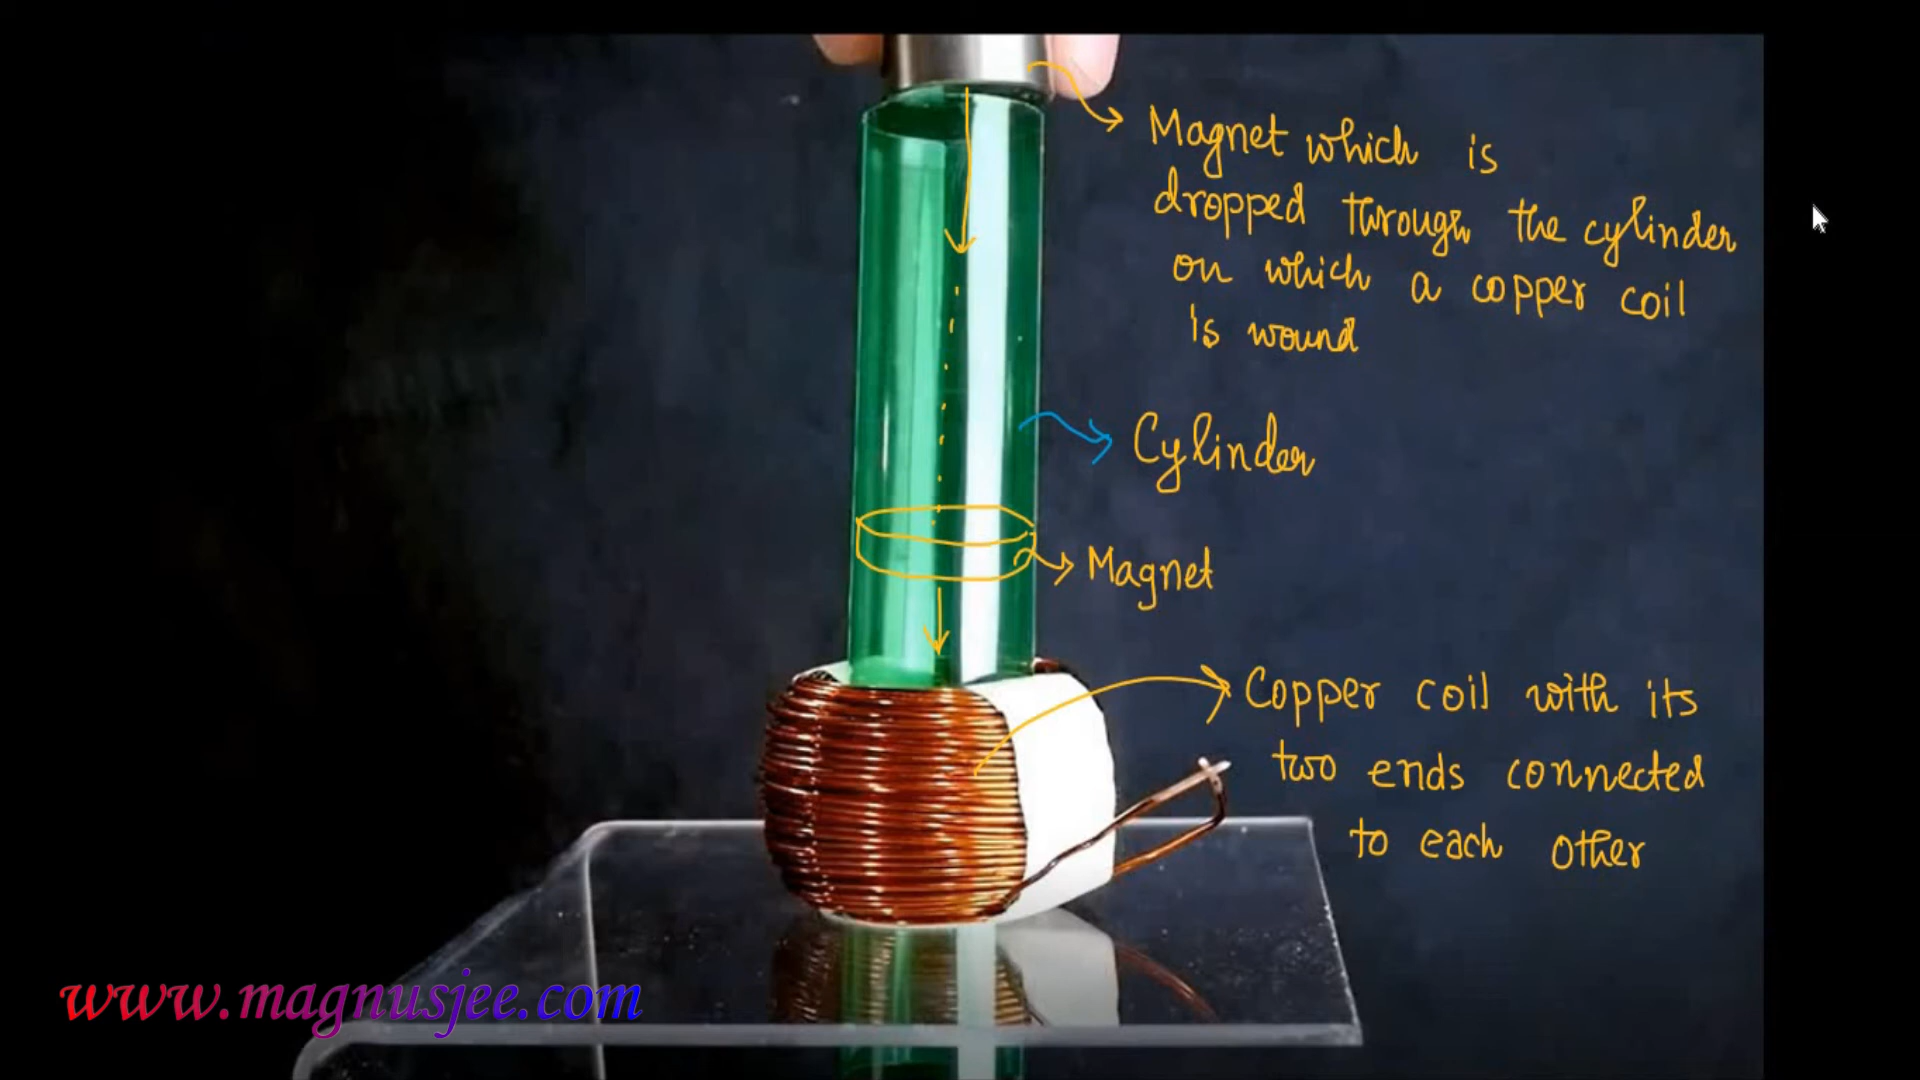 Magnet which is
dropped through the cylinder
on which a copper coil
is wound
Cylinder
Magnet
Copper coil with its
two ends connected
to each other
www.magnusjee.com